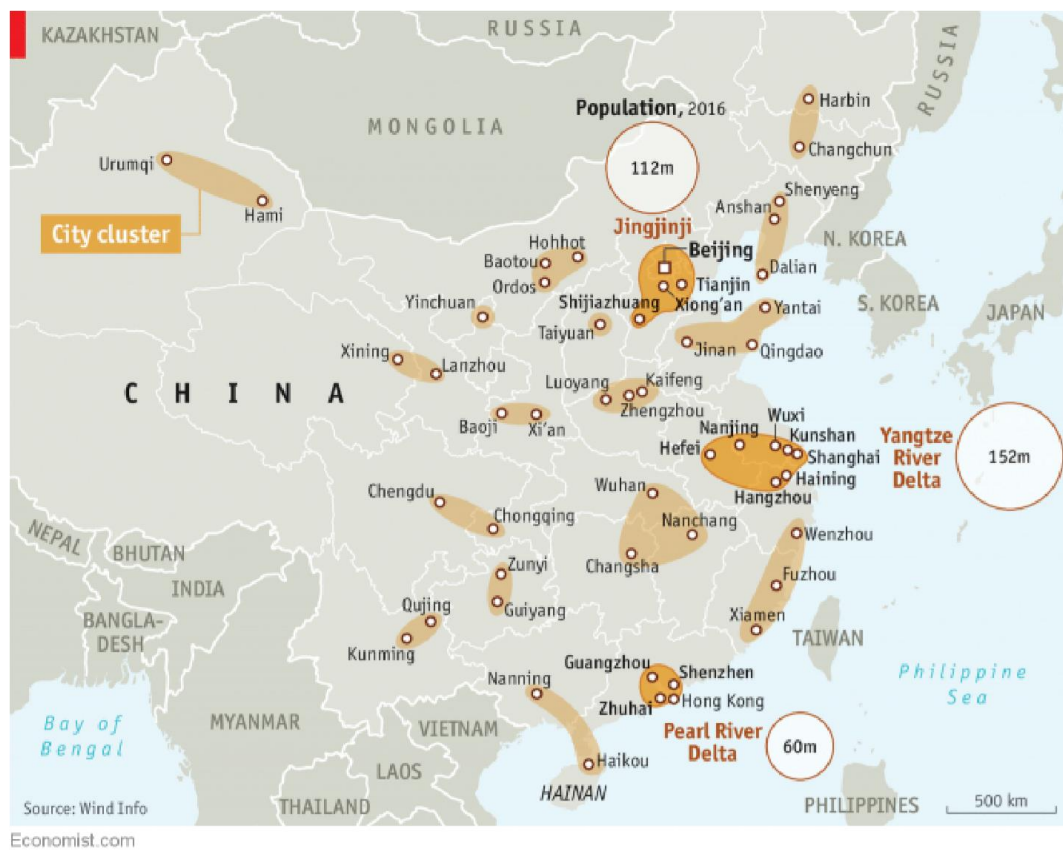 KAZAKHSTAN
RUSSIA
RUSSIA
MONGOLIA
Population, 2016
112m
Jingjinji
Harbin
Changchun
Urumqi
Hami
City cluster
Shenyeng
Anshan
Dalian
N. KOREA
S. KOREA
JAPAN
Hohhot
Baotou
Ordos
Beijing
Tianjin
Xiong'an
Shijiazhuang
Yinchuan
Taiyuan
Yantai
Jinan
Qingdao
Xining
Lanzhou
CHINA
Luoyang
Kaifeng
Zhengzhou
Baoji
Xi'an
Wuxi
Nanjing
Kunshan
Hefei
Shanghai
Haining
Hangzhou
Yangtze
River
Delta
152m
Chengdu
Chongqing
Wuhan
Nanchang
Changsha
Wenzhou
Fuzhou
Xiamen
NEPAL
BHUTAN
INDIA
BANGLA-
DESH
Zunyi
Guiyang
Qujing
Kunming
TAIWAN
Guangzhou
Shenzhen
Hong Kong
Zhuhai
Nanning
Haikou
HAINAN
Pearl River
Delta
60m
Philippine
Sea
Bay of
Bengal
MYANMAR
VIETNAM
LAOS
THAILAND
PHILIPPINES
500 km
Source: Wind Info
Economist.com